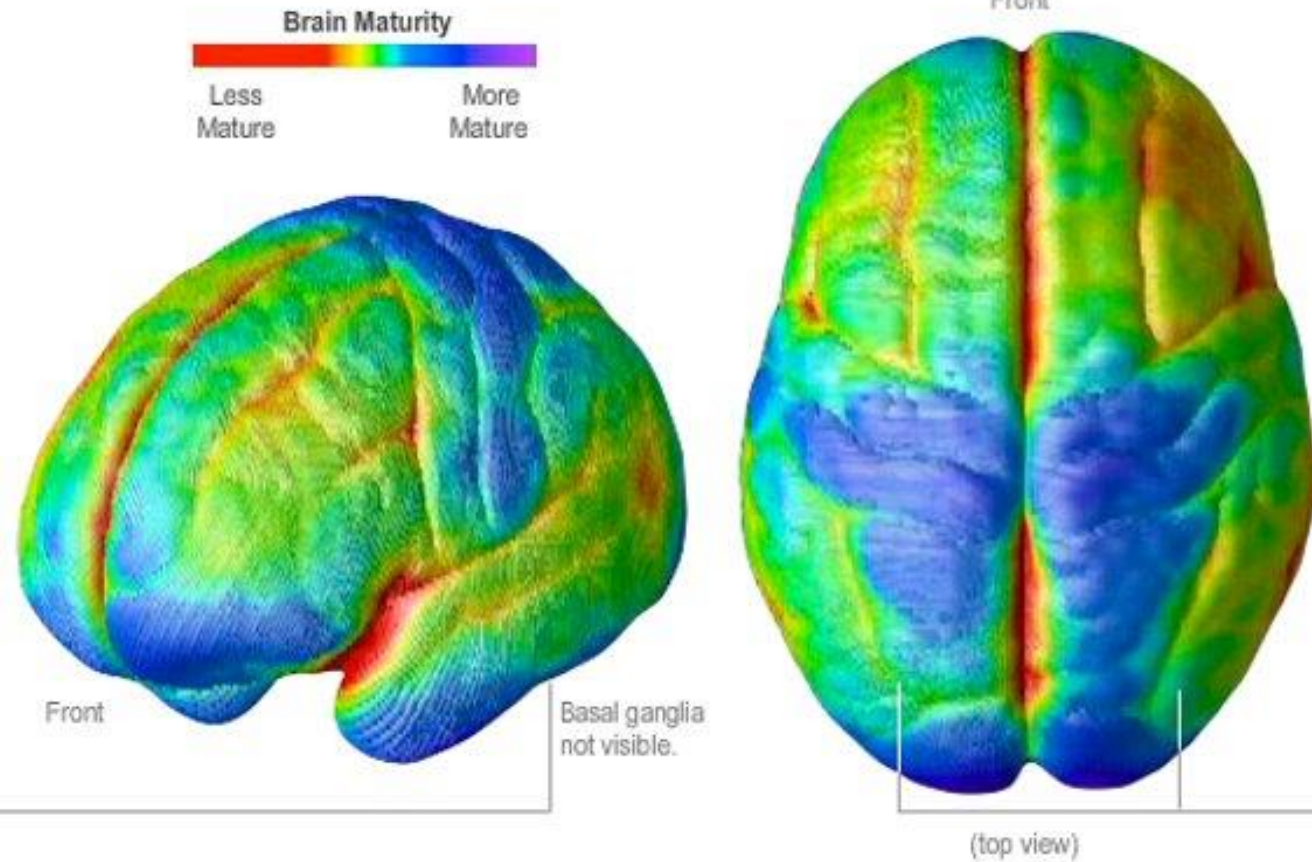 Brain Maturity
Less
Mature
More
Mature
Front
Front
Basal ganglia
not visible.
(top view)